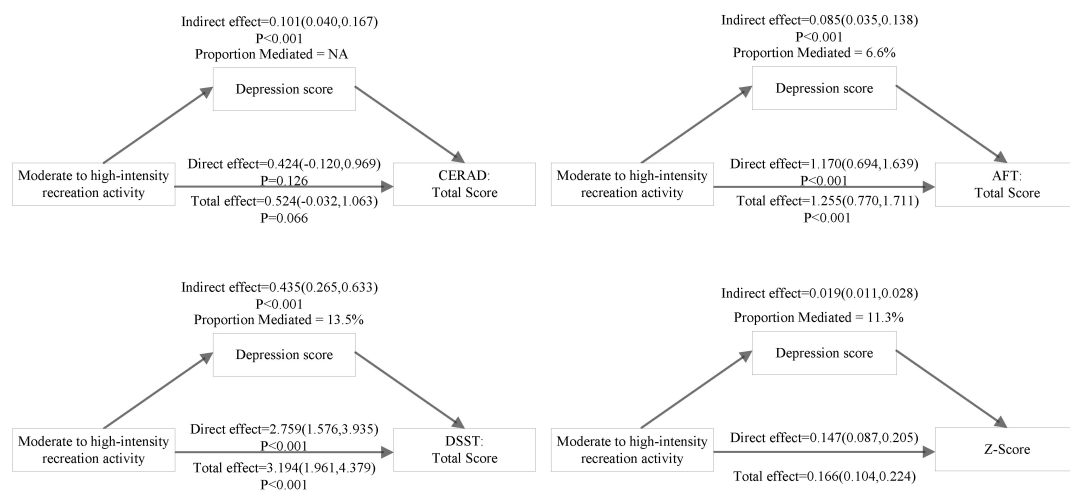 Indirect effect=0.101(0.040,0.167)
P<0.001
Proportion Mediated = NA
Depression score
Moderate to high-intensity
recreation activity
Direct effect=0.424(-0.120,0.969)
P=0.126
Total effect=0.524(-0.032,1.063)
P=0.066
CERAD:
Total Score
Indirect effect=0.085(0.035,0.138)
P<0.001
Proportion Mediated = 6.6%
Depression score
Moderate to high-intensity
recreation activity
Direct effect=1.170(0.694,1.639)
P<0.001
Total effect=1.255(0.770,1.711)
P<0.001
AFT:
Total Score
Indirect effect=0.435(0.265,0.633)
P<0.001
Proportion Mediated = 13.5%
Depression score
Moderate to high-intensity
recreation activity
Direct effect=2.759(1.576,3.935)
P<0.001
Total effect=3.194(1.961,4.379)
P<0.001
DSST:
Total Score
Indirect effect=0.019(0.011,0.028)
Proportion Mediated = 11.3%
Depression score
Moderate to high-intensity
recreation activity
Direct effect=0.147(0.087,0.205)
Total effect=0.166(0.104,0.224)
Z-Score